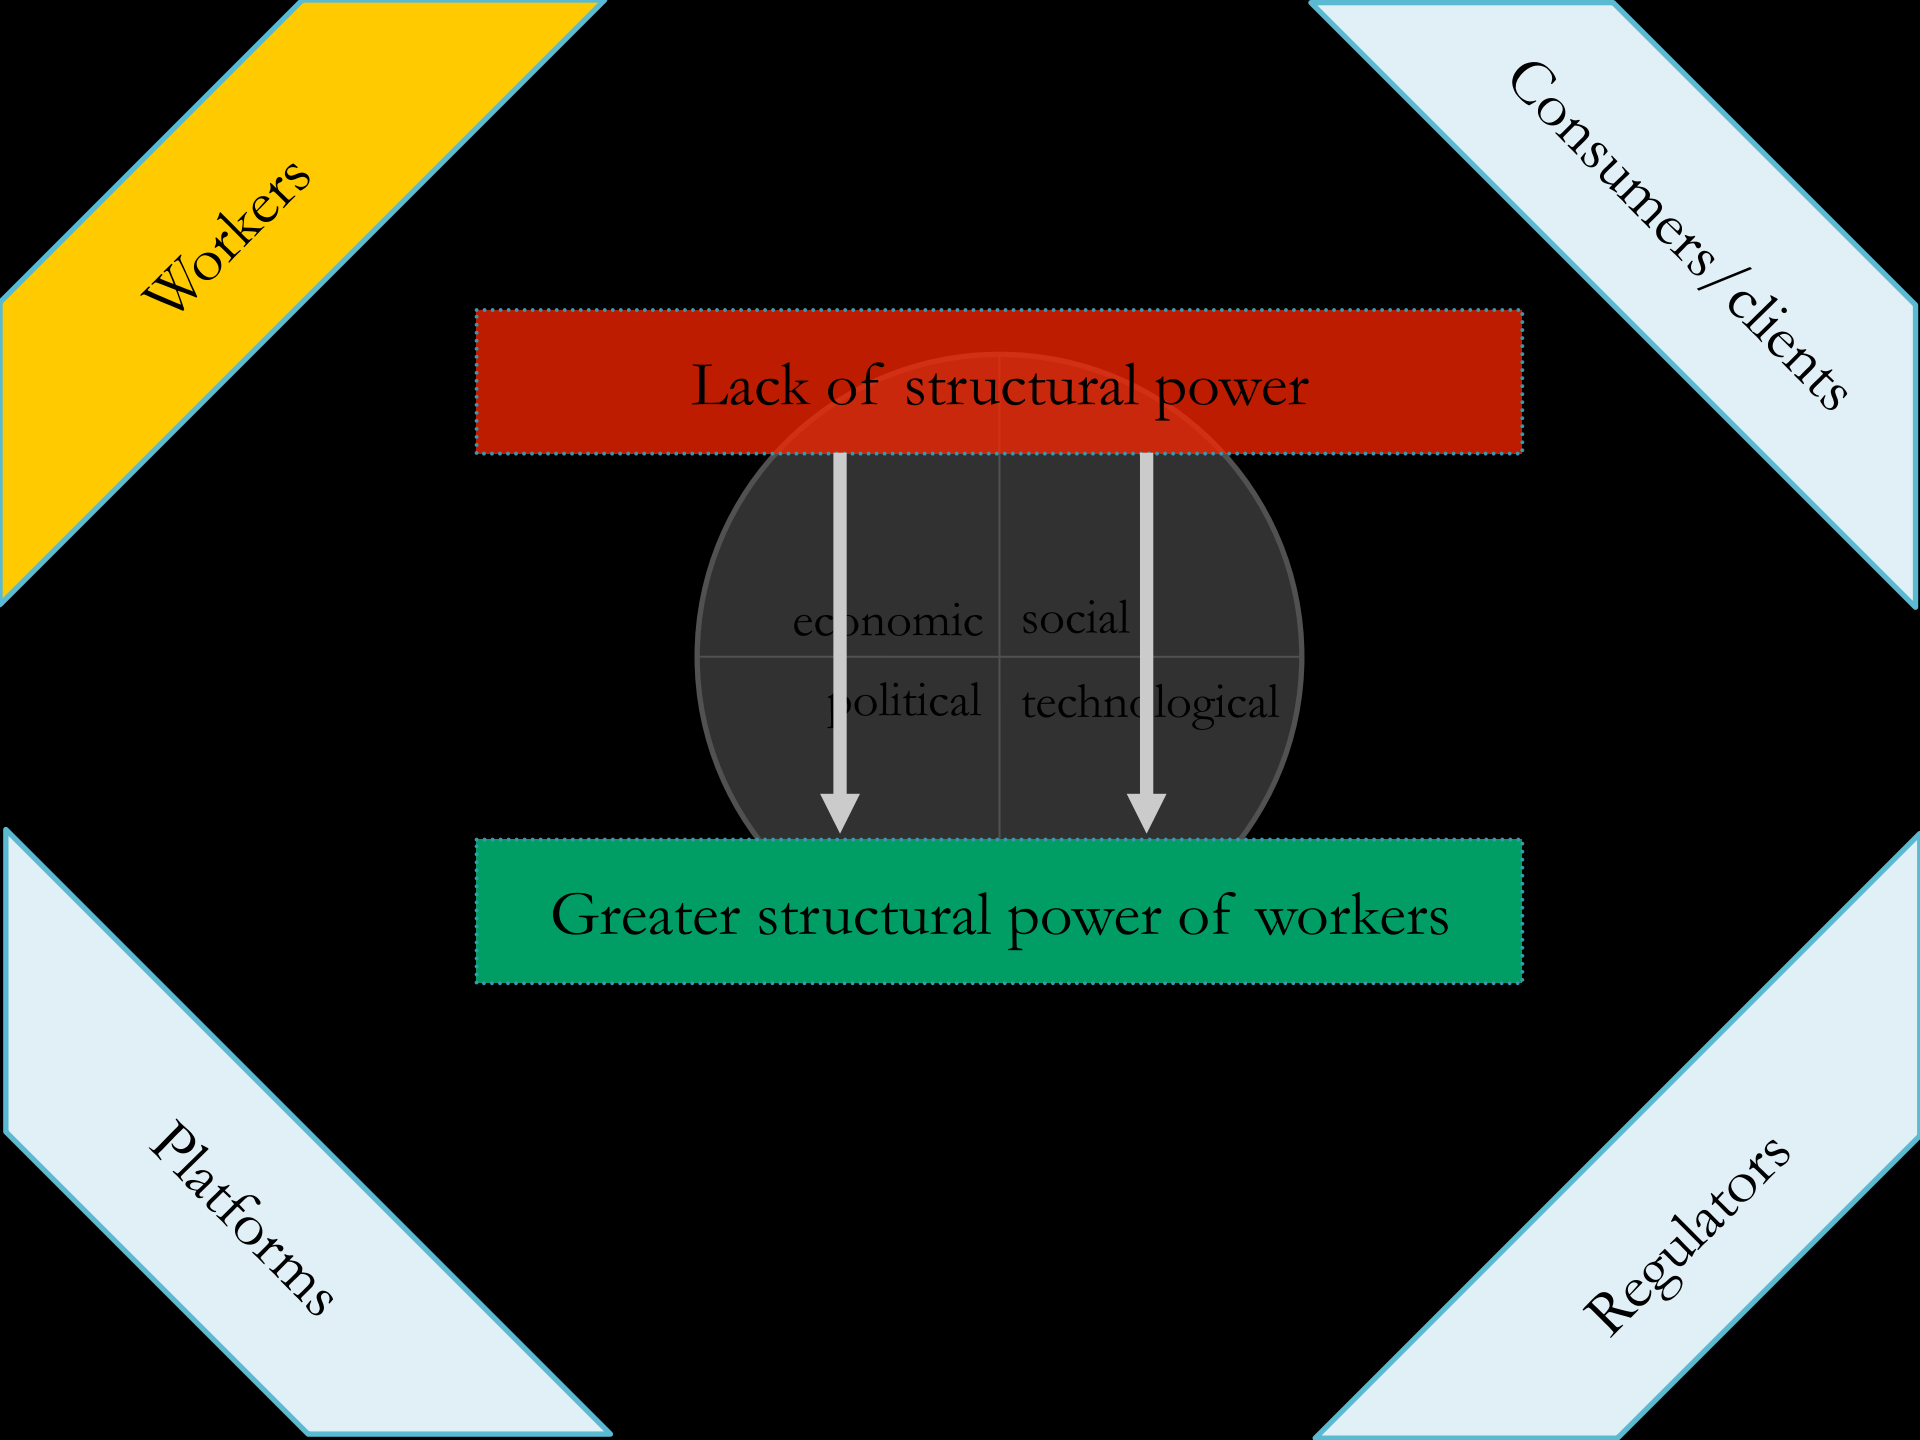 Workers
Consumers/clients
Lack of structural power
economic
social
political
technological
Greater structural power of workers
Platforms
Regulators